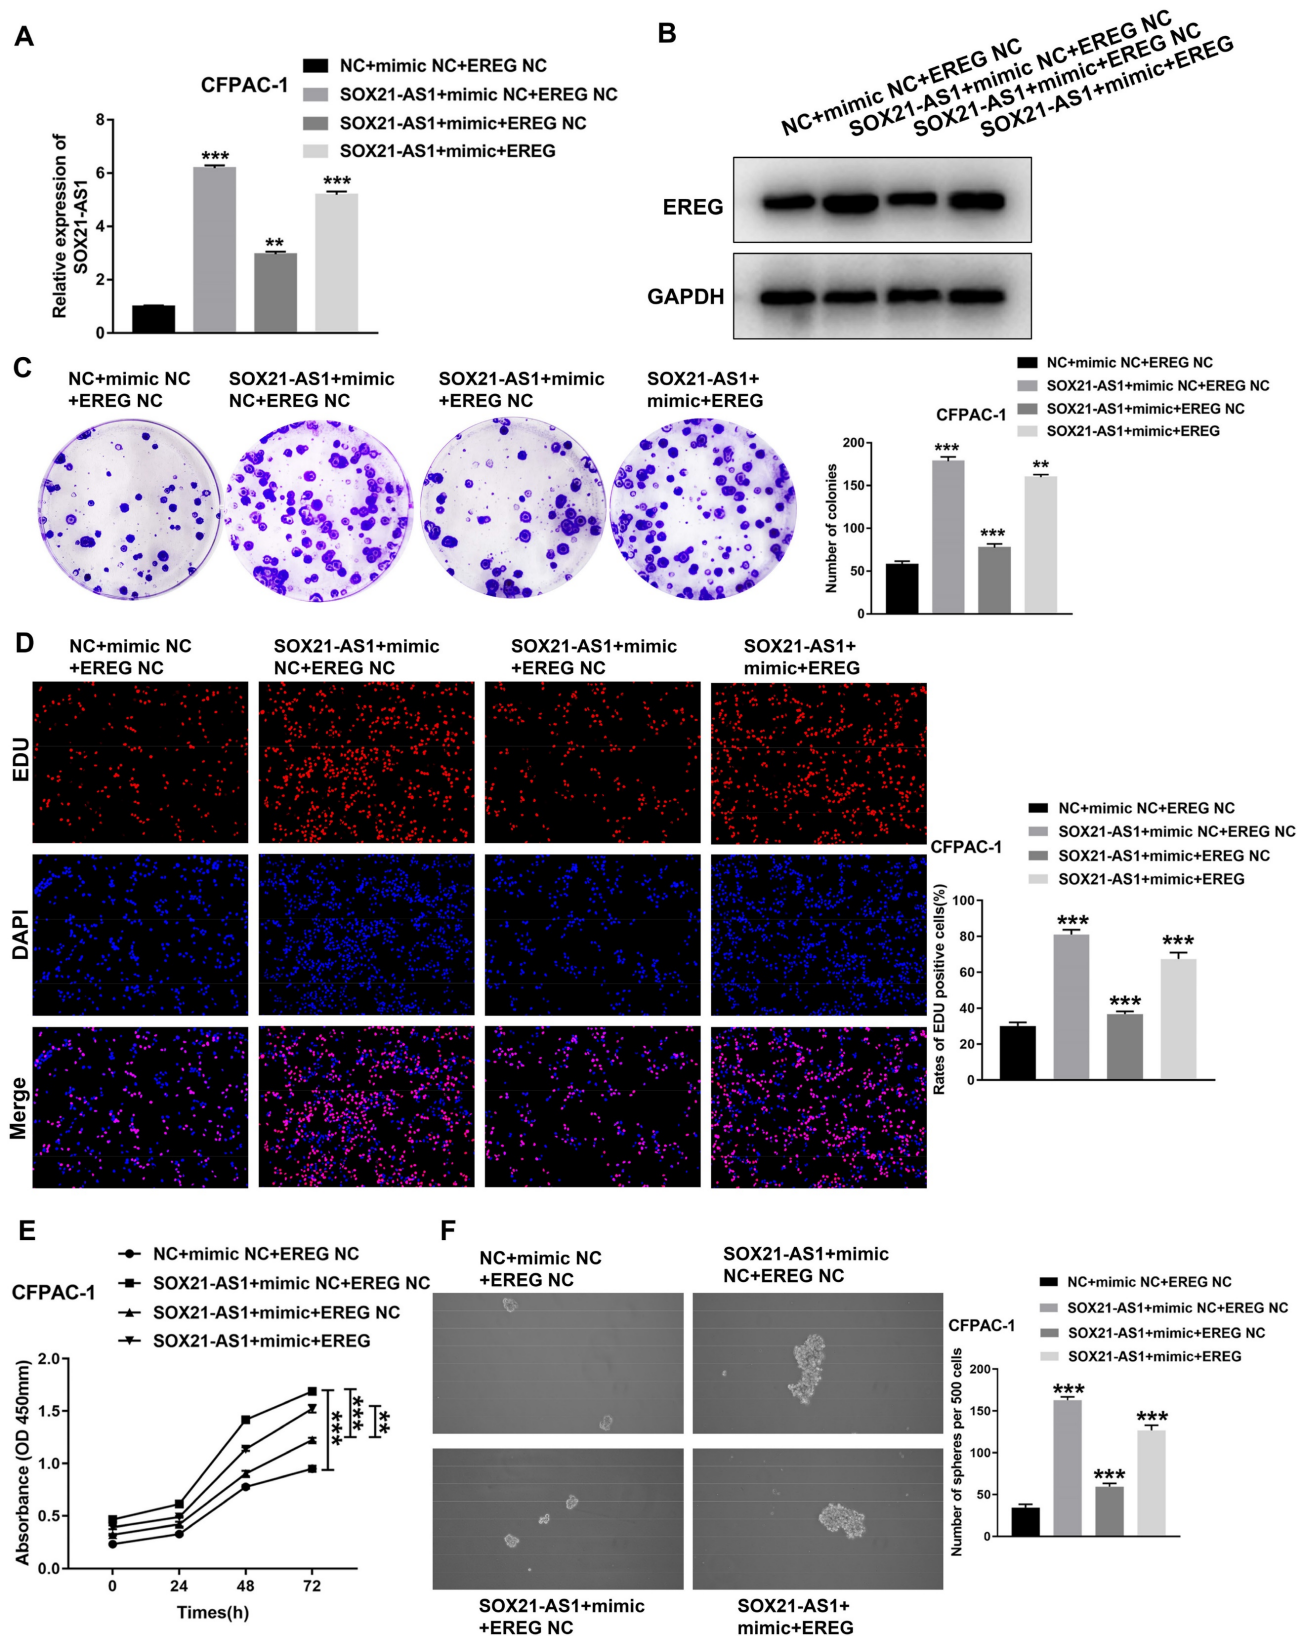 A
CFPAC-1
NC+mimic NC+EREG NC
SOX21-AS1+mimic NC+EREG NC
SOX21-AS1+mimic+EREG NC
SOX21-AS1+mimic+EREG
Relative expression of
SOX21-AS1
8
6
4
2
0
***
**
***
B
NC+mimic NC+EREG NC
SOX21-AS1+mimic NC+EREG NC
SOX21-AS1+mimic+EREG NC
SOX21-AS1+mimic+EREG
EREG
GAPDH
C
NC+mimic NC
+EREG NC
SOX21-AS1+mimic
NC+EREG NC
SOX21-AS1+mimic
+EREG NC
SOX21-AS1+
mimic+EREG
NC+mimic NC+EREG NC
SOX21-AS1+mimic NC+EREG NC
SOX21-AS1+mimic+EREG NC
SOX21-AS1+mimic+EREG
CFPAC-1
Number of colonies
200
150
100
50
0
***
***
**
D
NC+mimic NC
+EREG NC
SOX21-AS1+mimic
NC+EREG NC
SOX21-AS1+mimic
+EREG NC
SOX21-AS1+
mimic+EREG
EDU
DAPI
Merge
NC+mimic NC+EREG NC
SOX21-AS1+mimic NC+EREG NC
SOX21-AS1+mimic+EREG NC
SOX21-AS1+mimic+EREG
CFPAC-1
Rates of EDU positive cells(%)
100
80
60
40
20
0
***
***
***
E
CFPAC-1
NC+mimic NC+EREG NC
SOX21-AS1+mimic NC+EREG NC
SOX21-AS1+mimic+EREG NC
SOX21-AS1+mimic+EREG
Absorbance (OD 450mm)
2.0
1.5
1.0
0.5
0.0
0
24
48
72
Times(h)
***
***
**
F
NC+mimic NC
+EREG NC
SOX21-AS1+mimic
NC+EREG NC
SOX21-AS1+mimic
+EREG NC
SOX21-AS1+
mimic+EREG
NC+mimic NC+EREG NC
SOX21-AS1+mimic NC+EREG NC
SOX21-AS1+mimic+EREG NC
SOX21-AS1+mimic+EREG
CFPAC-1
Number of spheres per 500 cells
200
150
100
50
0
***
***
***